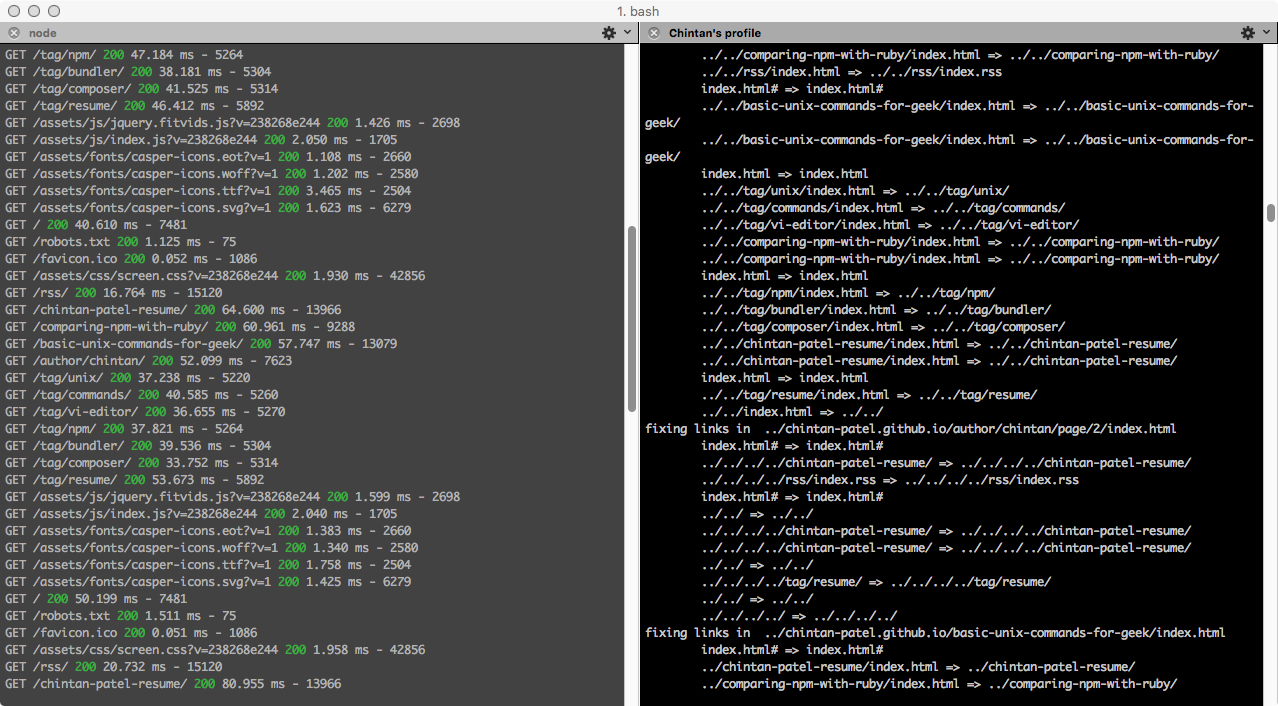 1. bash
node
GET /tag/npm/ 200 47.184 ms - 5264
GET /tag/bundler/ 200 38.181 ms - 5304
GET /tag/composer/ 200 41.525 ms - 5314
GET /tag/resume/ 200 46.412 ms - 5892
GET /assets/js/jquery.fitvids.js?v=238268e244 200 1.426 ms - 2698
GET /assets/js/index.js?v=238268e244 200 2.050 ms - 1705
GET /assets/fonts/casper-icons.eot?v=1 200 1.108 ms - 2660
GET /assets/fonts/casper-icons.woff?v=1 200 1.202 ms - 2580
GET /assets/fonts/casper-icons.ttf?v=1 200 3.465 ms - 2504
GET /assets/fonts/casper-icons.svg?v=1 200 1.623 ms - 6279
GET / 200 40.610 ms - 7481
GET /robots.txt 200 1.125 ms - 75
GET /favicon.ico 200 0.052 ms - 1086
GET /assets/css/screen.css?v=238268e244 200 1.930 ms - 42856
GET /rss/ 200 16.764 ms - 15120
GET /chintan-patel-resume/ 200 64.600 ms - 13966
GET /comparing-npm-with-ruby/ 200 60.961 ms - 9288
GET /basic-unix-commands-for-geek/ 200 57.747 ms - 13079
GET /author/chintan/ 200 52.099 ms - 7623
GET /tag/unix/ 200 37.238 ms - 5220
GET /tag/commands/ 200 40.585 ms - 5260
GET /tag/vi-editor/ 200 36.655 ms - 5270
GET /tag/npm/ 200 37.821 ms - 5264
GET /tag/bundler/ 200 39.536 ms - 5304
GET /tag/composer/ 200 33.752 ms - 5314
GET /tag/resume/ 200 53.673 ms - 5892
GET /assets/js/jquery.fitvids.js?v=238268e244 200 1.599 ms - 2698
GET /assets/js/index.js?v=238268e244 200 2.040 ms - 1705
GET /assets/fonts/casper-icons.eot?v=1 200 1.383 ms - 2660
GET /assets/fonts/casper-icons.woff?v=1 200 1.340 ms - 2580
GET /assets/fonts/casper-icons.ttf?v=1 200 1.758 ms - 2504
GET /assets/fonts/casper-icons.svg?v=1 200 1.425 ms - 6279
GET / 200 50.199 ms - 7481
GET /robots.txt 200 1.511 ms - 75
GET /favicon.ico 200 0.051 ms - 1086
GET /assets/css/screen.css?v=238268e244 200 1.958 ms - 42856
GET /rss/ 200 20.732 ms - 15120
GET /chintan-patel-resume/ 200 80.955 ms - 13966
Chintan's profile
../../comparing-npm-with-ruby/index.html => ../../comparing-npm-with-ruby/
../../rss/index.html => ../../rss/index.rss
index.html# => index.html#
../../basic-unix-commands-for-geek/index.html => ../../basic-unix-commands-for-
geek/
../../basic-unix-commands-for-geek/index.html => ../../basic-unix-commands-for-
geek/
index.html => index.html
../../tag/unix/index.html => ../../tag/unix/
../../tag/commands/index.html => ../../tag/commands/
../../tag/vi-editor/index.html => ../../tag/vi-editor/
../../comparing-npm-with-ruby/index.html => ../../comparing-npm-with-ruby/
../../comparing-npm-with-ruby/index.html => ../../comparing-npm-with-ruby/
index.html => index.html
../../tag/npm/index.html => ../../tag/npm/
../../tag/bundler/index.html => ../../tag/bundler/
../../tag/composer/index.html => ../../tag/composer/
../../chintan-patel-resume/index.html => ../../chintan-patel-resume/
../../chintan-patel-resume/index.html => ../../chintan-patel-resume/
index.html => index.html
../../tag/resume/index.html => ../../tag/resume/
../../index.html => ../../
fixing links in  ../chintan-patel.github.io/author/chintan/page/2/index.html
index.html# => index.html#
../../../../chintan-patel-resume/ => ../../../../chintan-patel-resume/
../../../../rss/index.rss => ../../../../rss/index.rss
index.html# => index.html#
../../ => ../../
../../../../chintan-patel-resume/ => ../../../../chintan-patel-resume/
../../../../chintan-patel-resume/ => ../../../../chintan-patel-resume/
../../ => ../../
../../../../tag/resume/ => ../../../../tag/resume/
../../ => ../../
../../../../ => ../../../../
fixing links in  ../chintan-patel.github.io/basic-unix-commands-for-geek/index.html
index.html# => index.html#
../chintan-patel-resume/index.html => ../chintan-patel-resume/
../comparing-npm-with-ruby/index.html => ../comparing-npm-with-ruby/